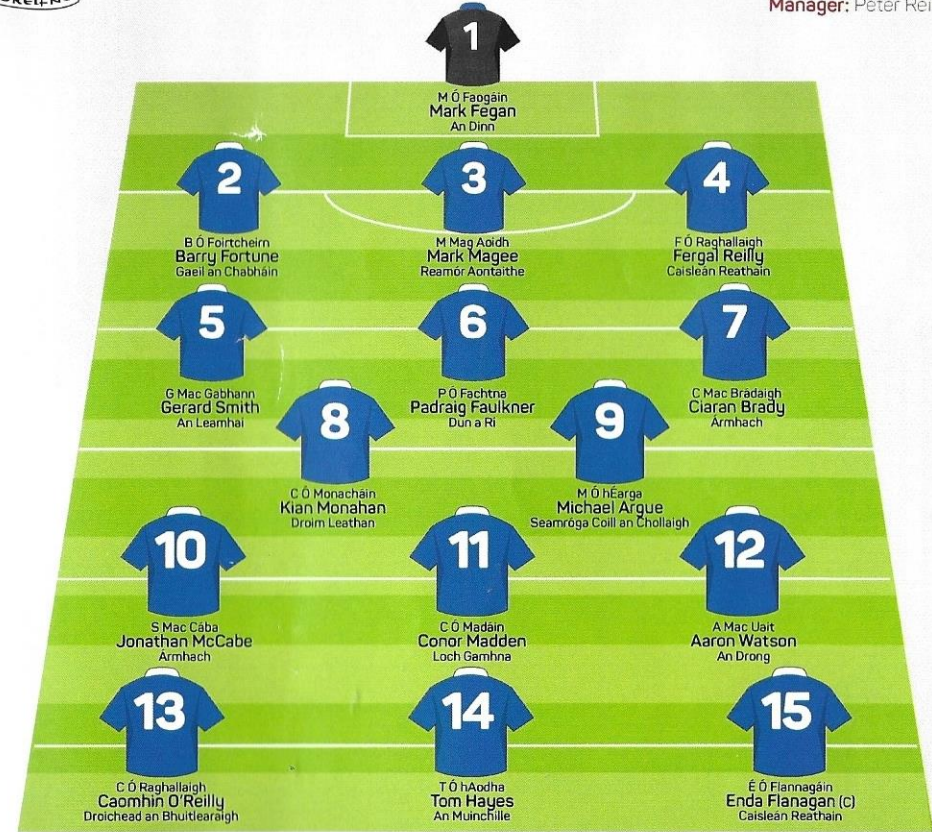 Manager: Peter
1
M Ó Faogáin
Mark Fegan
An Dinn
2
B Ó Foirtcheirn
Barry Fortune
Gaeil an Chabháin
3
M Mag Aoidh
Mark Magee
Reamór Aontaithe
4
F Ó Raghallaigh
Fergal Reilly
Caisleán Reathain
5
G Mac Gabhann
Gerard Smith
An Leamhaí
6
P Ó Fachtna
Padraig Faulkner
Dún a Rí
7
C Mac Brádaigh
Ciaran Brady
Ármhach
8
C Ó Monacháin
Kian Monahan
Droim Leathan
9
M Ó hÉarga
Michael Argue
Seamróga Coill an Chollaigh
10
S Mac Cába
Jonathan McCabe
Ármhach
11
C Ó Madáin
Conor Madden
Loch Gamhna
12
A Mac Uait
Aaron Watson
An Drong
13
C Ó Raghallaigh
Caomhin O'Reilly
Droichead an Bhuitlearaigh
14
T Ó hAodha
Tom Hayes
An Muinchille
15
É Ó Flannagáin
Enda Flanagan (C)
Caisleán Reathain